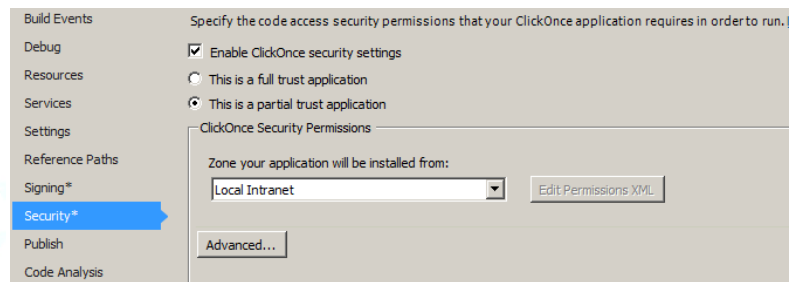 Build Events
Debug
Resources
Services
Settings
Reference Paths
Signing*
Security*
Publish
Code Analysis
Specify the code access security permissions that your ClickOnce application requires in order to run.
Enable ClickOnce security settings
This is a full trust application
This is a partial trust application
ClickOnce Security Permissions
Zone your application will be installed from:
Local Intranet
Edit Permissions XML
Advanced...